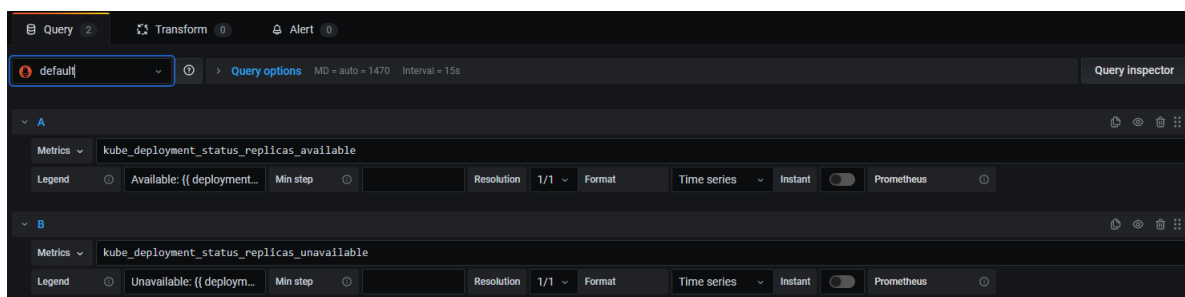 Query 2 Transform 0 Alert 0
default Query options MD = auto = 1470 Interval = 15s Query inspector
A
Metrics kube_deployment_status_replicas_available
Legend Available: {{ deployment... Min step Resolution 1/1 Format Time series Instant Prometheus
B
Metrics kube_deployment_status_replicas_unavailable
Legend Unavailable: {{ deploym... Min step Resolution 1/1 Format Time series Instant Prometheus